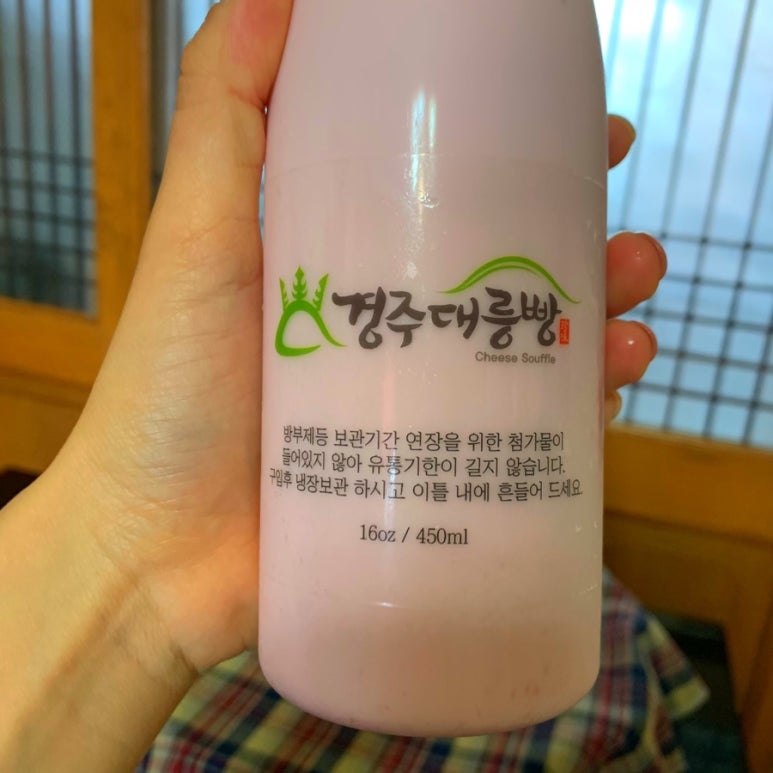 경주대릉빵
Cheese Souffle
방부제등 보관기간 연장을 위한 첨가물이
들어있지 않아 유통기한이 길지 않습니다.
구입후 냉장보관 하시고 이틀 내에 흔들어 드세요
16oz / 450ml